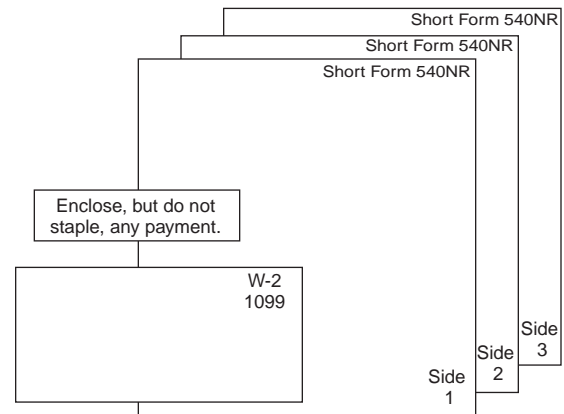 Short Form 540NR
Short Form 540NR
Short Form 540NR
Enclose, but do not
staple, any payment.
W-2
1099
Side
3
Side
2
Side
1